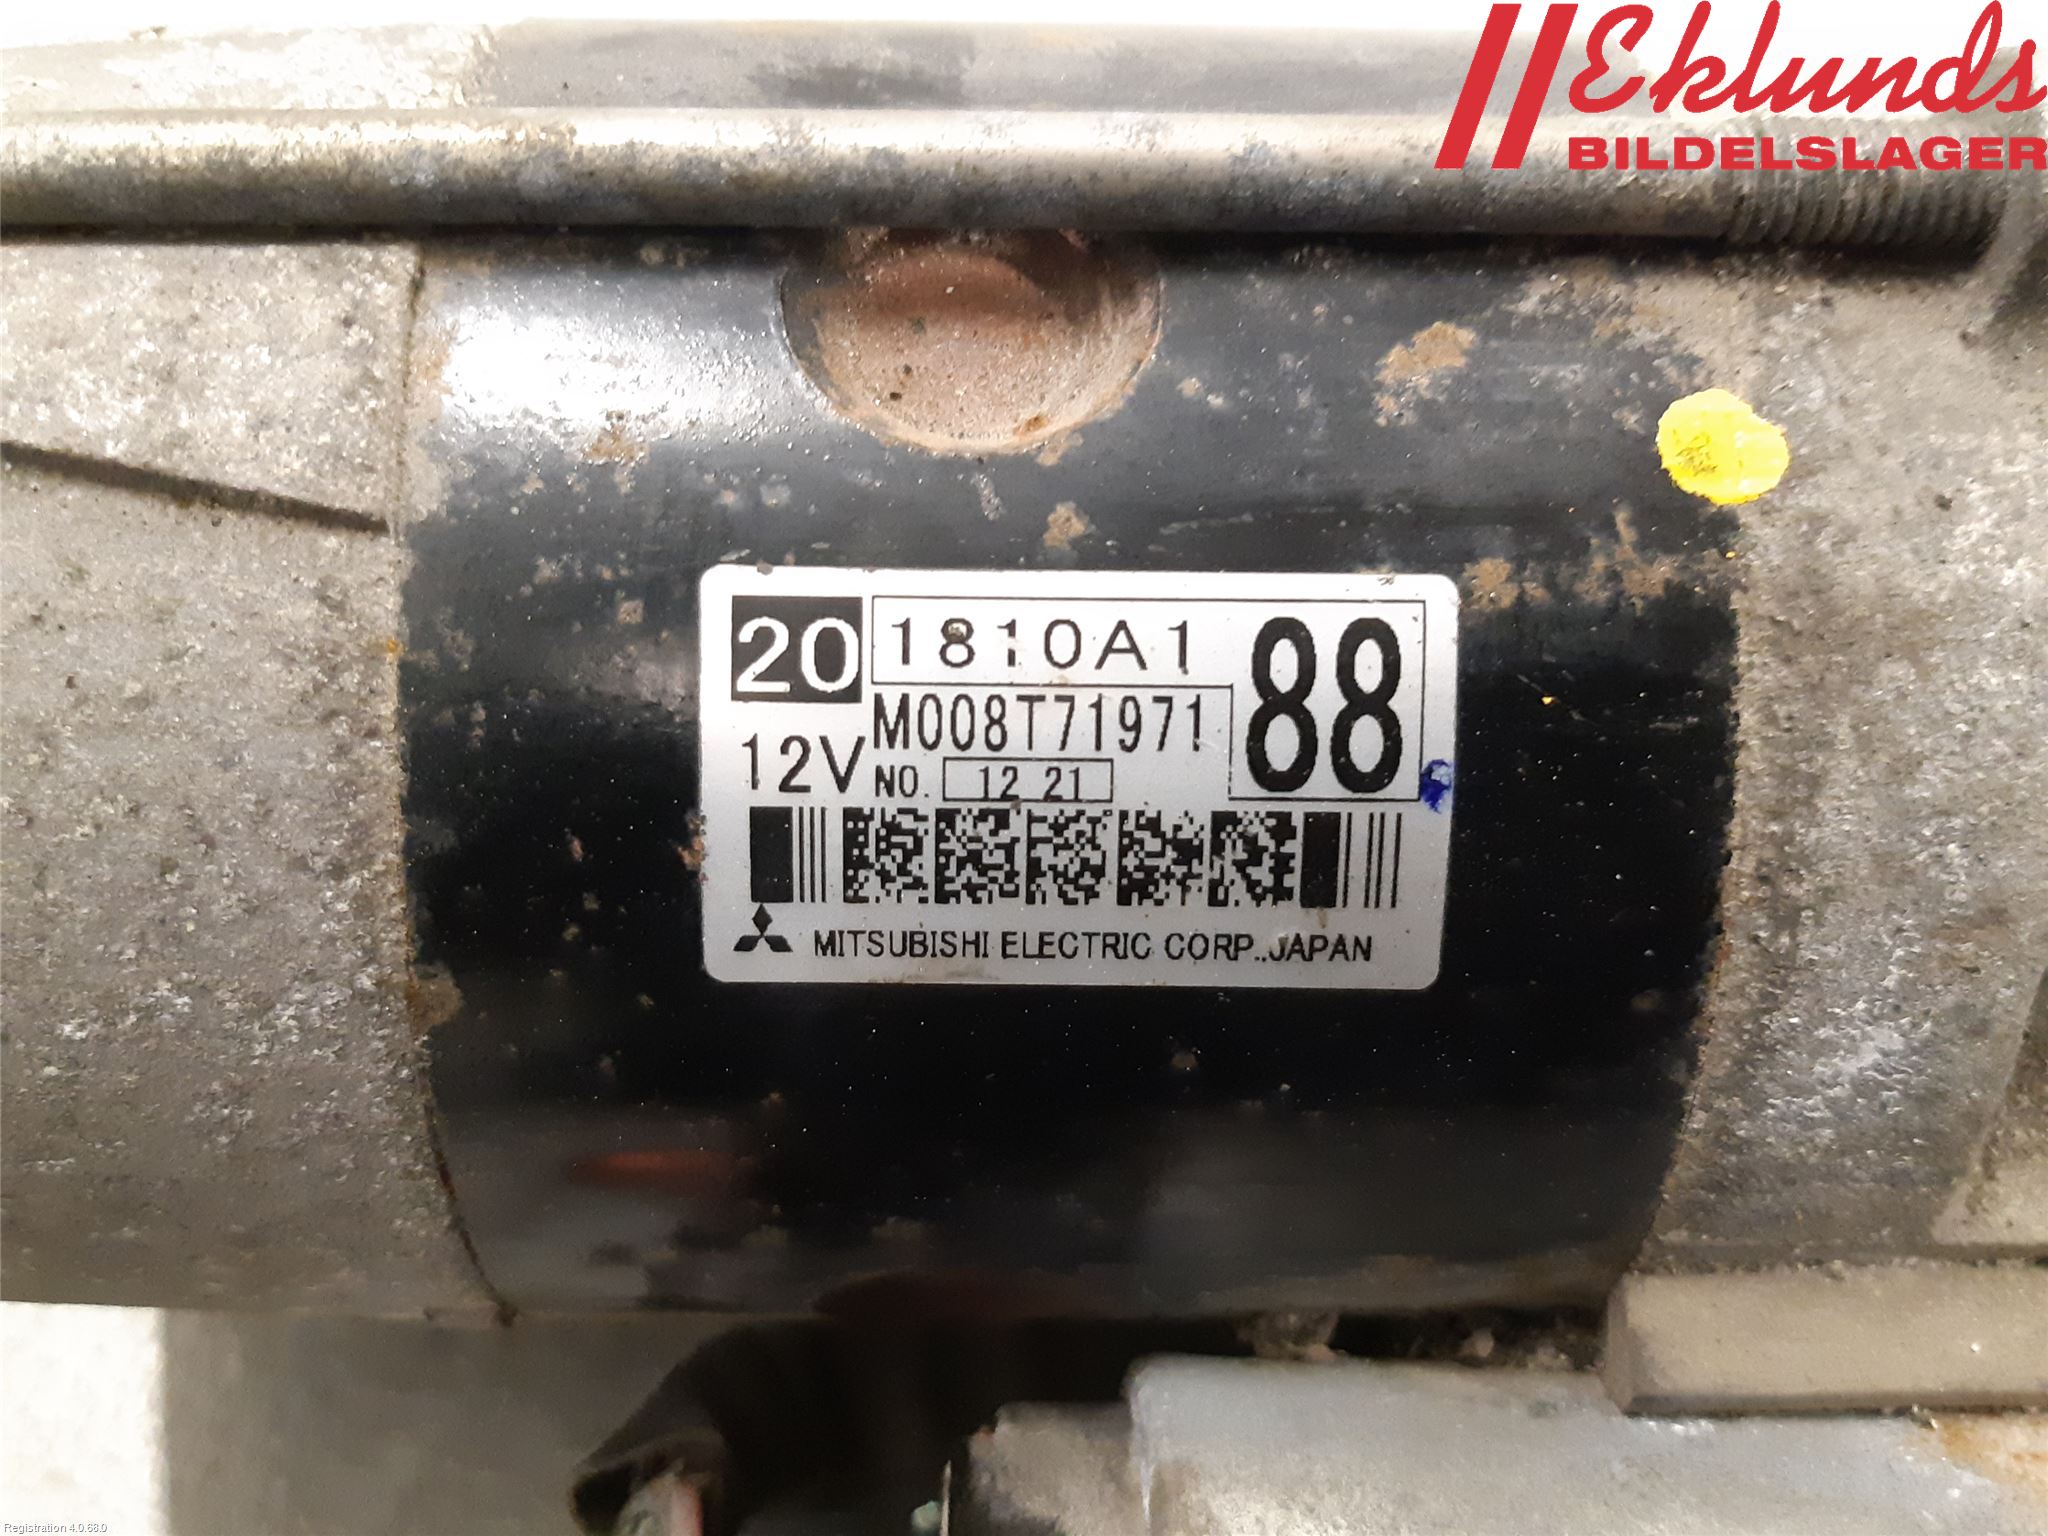 Eklunds
BILDELSLAGER
20 1810A1 88
M008T71971
12V
NO. 12 21
MITSUBISHI ELECTRIC CORP., JAPAN
Registration 4.0.68.0